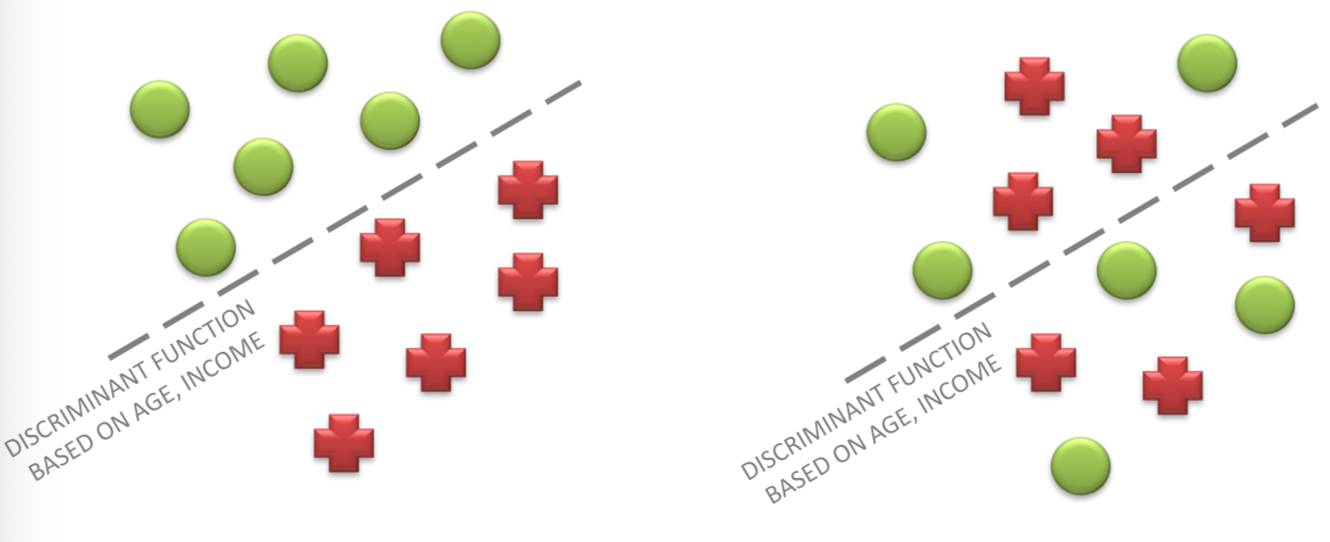 DISCRIMINANT FUNCTION
BASED ON AGE, INCOME
DISCRIMINANT FUNCTION
BASED ON AGE, INCOME